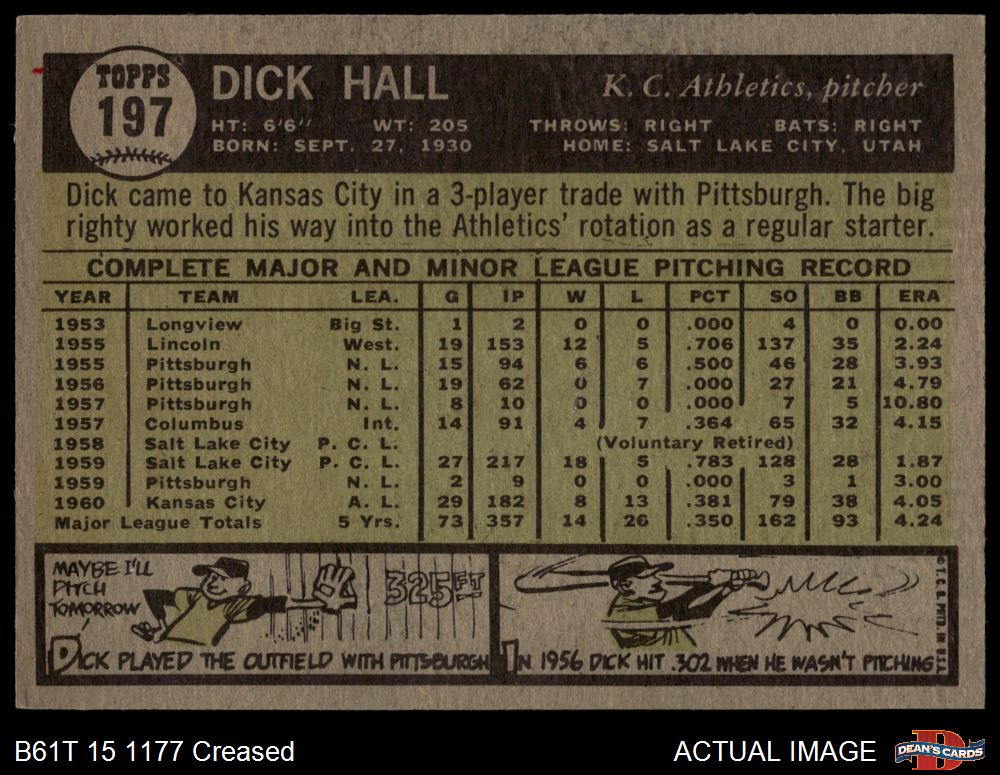 TOPPS
197
DICK HALL
K. C. Athletics, pitcher
HT: 6'6" WT: 205 THROWS: RIGHT BATS: RIGHT
BORN: SEPT. 27, 1930 HOME: SALT LAKE CITY, UTAH
Dick came to Kansas City in a 3-player trade with Pittsburgh. The big
righty worked his way into the Athletics' rotation as a regular starter.
COMPLETE MAJOR AND MINOR LEAGUE PITCHING RECORD
YEAR TEAM LEA. G IP W L PCT SO BB ERA
1953 Longview Big St. 1 2 0 0 .000 4 0 0.00
1955 Lincoln West. 19 153 12 5 .706 137 35 2.24
1955 Pittsburgh N. L. 15 94 6 6 .500 46 28 3.93
1956 Pittsburgh N. L. 19 62 0 7 .000 27 21 4.79
1957 Pittsburgh N. L. 8 10 0 0 .000 7 5 10.80
1957 Columbus Int. 14 91 4 7 .364 65 32 4.15
1958 Salt Lake City P. C. L. (Voluntary Retired)
1959 Salt Lake City P. C. L. 27 217 18 5 .783 128 28 1.87
1959 Pittsburgh N. L. 2 9 0 0 .000 3 1 3.00
1960 Kansas City A. L. 29 182 8 13 .381 79 38 4.05
Major League Totals 5 Yrs. 73 357 14 26 .350 162 93 4.24
MAYBE I'LL
PITCH
TOMORROW
325 FT
DICK PLAYED THE OUTFIELD WITH PITTSBURGH
IN 1956 DICK HIT .302 WHEN HE WASN'T PITCHING
© T. C. G. PRTD. IN U.S.A.
B61T 15 1177 Creased
ACTUAL IMAGE
D
DEAN'S CARDS